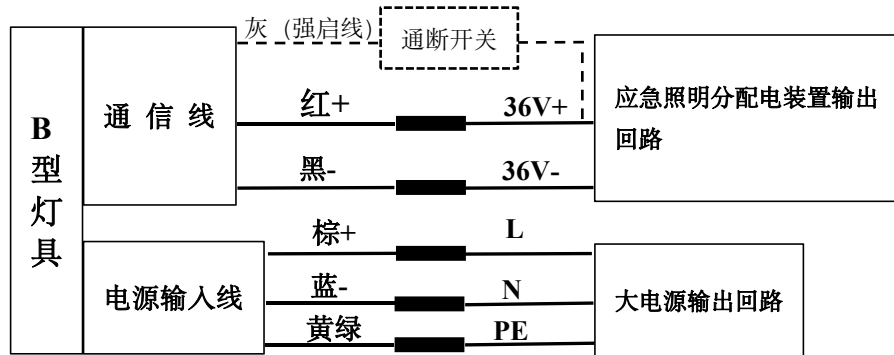 灰（强启线）
通断开关
B
型
灯
具
通 信 线
红+
36V+
黑-
36V-
应急照明分配电装置输出
回路
电源输入线
棕+
L
蓝-
N
黄绿
PE
大电源输出回路